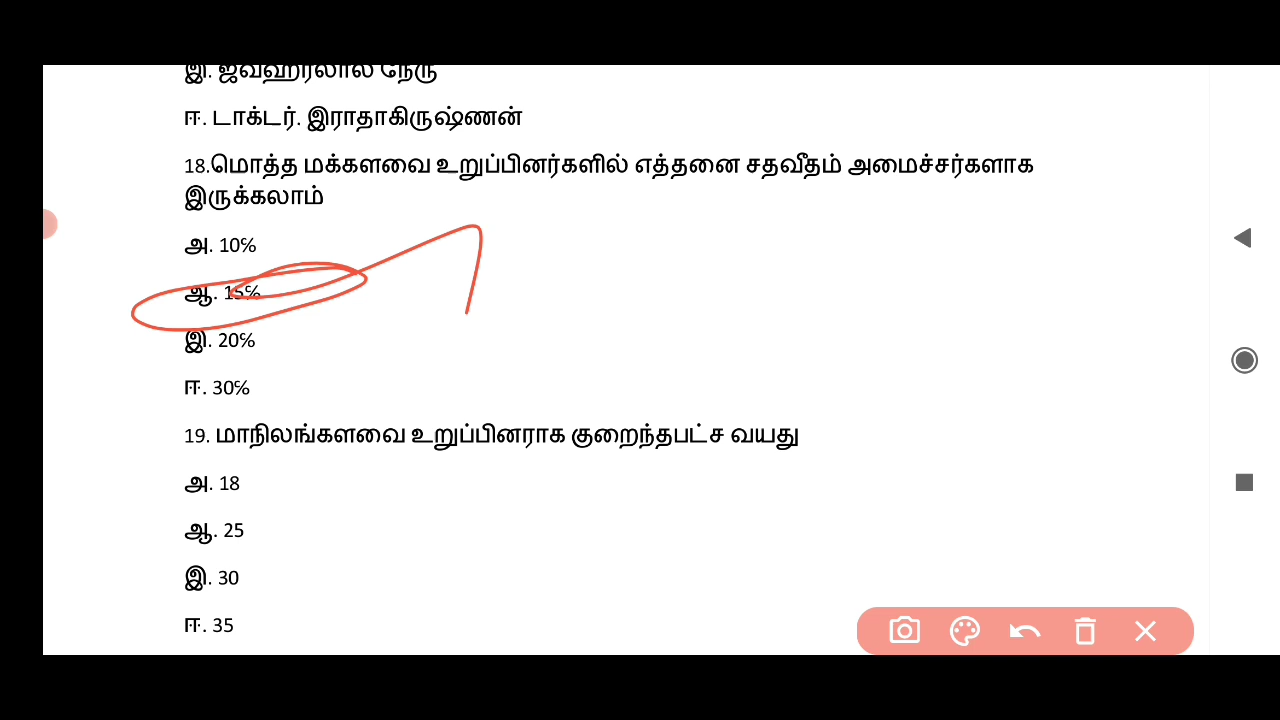 இ. ஜவஹர்லால் நேரு
ஈ. டாக்டர். இராதாகிருஷ்ணன்
18.மொத்த மக்களவை உறுப்பினர்களில் எத்தனை சதவீதம் அமைச்சர்களாக
இருக்கலாம்
அ. 10%
ஆ. 15%
இ. 20%
ஈ. 30%
19. மாநிலங்களவை உறுப்பினராக குறைந்தபட்ச வயது
அ. 18
ஆ. 25
இ. 30
ஈ. 35